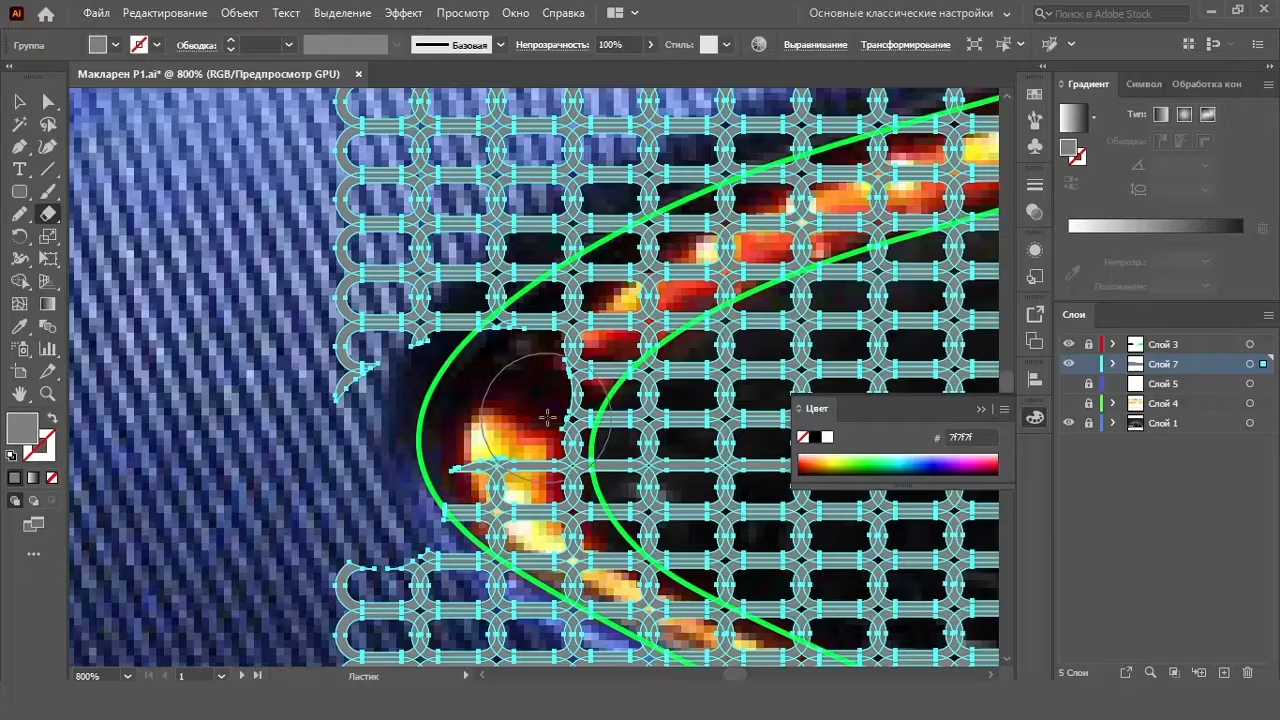 Ai Файл Редактирование Объект Текст Выделение Эффект Просмотр Окно Справка Основные классические настройки Поиск в Adobe Stock
Группа Обводка: Базовая Непрозрачность: 100% Стиль: Выравнивание Трансформирование
Макларен P1.ai* @ 800% (RGB/Предпросмотр GPU) ×
Градиент Символ Обработка кон
Тип:
Обводка:
Непрозр.:
Положение:
Слои
Слой 3
Слой 7
Слой 5
Слой 4
Слой 1
Цвет
# 7f7f7f
800% 1 Ластик
5 Слои